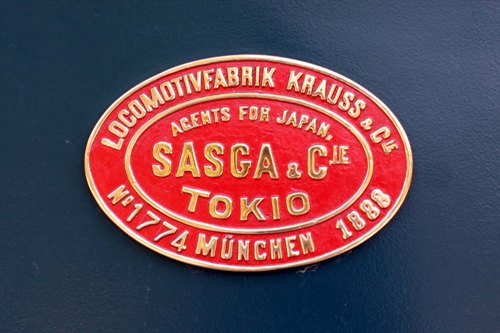 LOCOMOTIVFABRIK KRAUSS & CIE.
AGENTS FOR JAPAN,
SASGA & CIE
TOKIO
No 1774 MÜNCHEN 1888